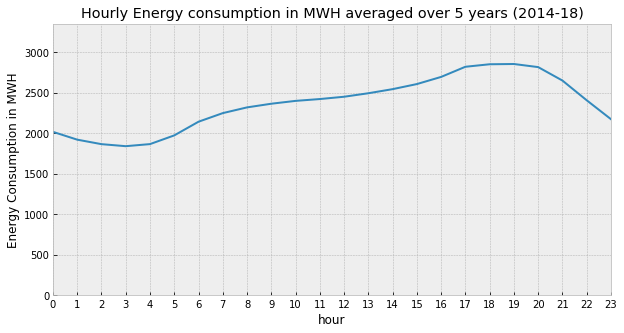 Hourly Energy consumption in MWH averaged over 5 years (2014-18)
Energy Consumption in MWH
3000
2500
2000
1500
1000
500
0
0 1 2 3 4 5 6 7 8 9 10 11 12 13 14 15 16 17 18 19 20 21 22 23
hour